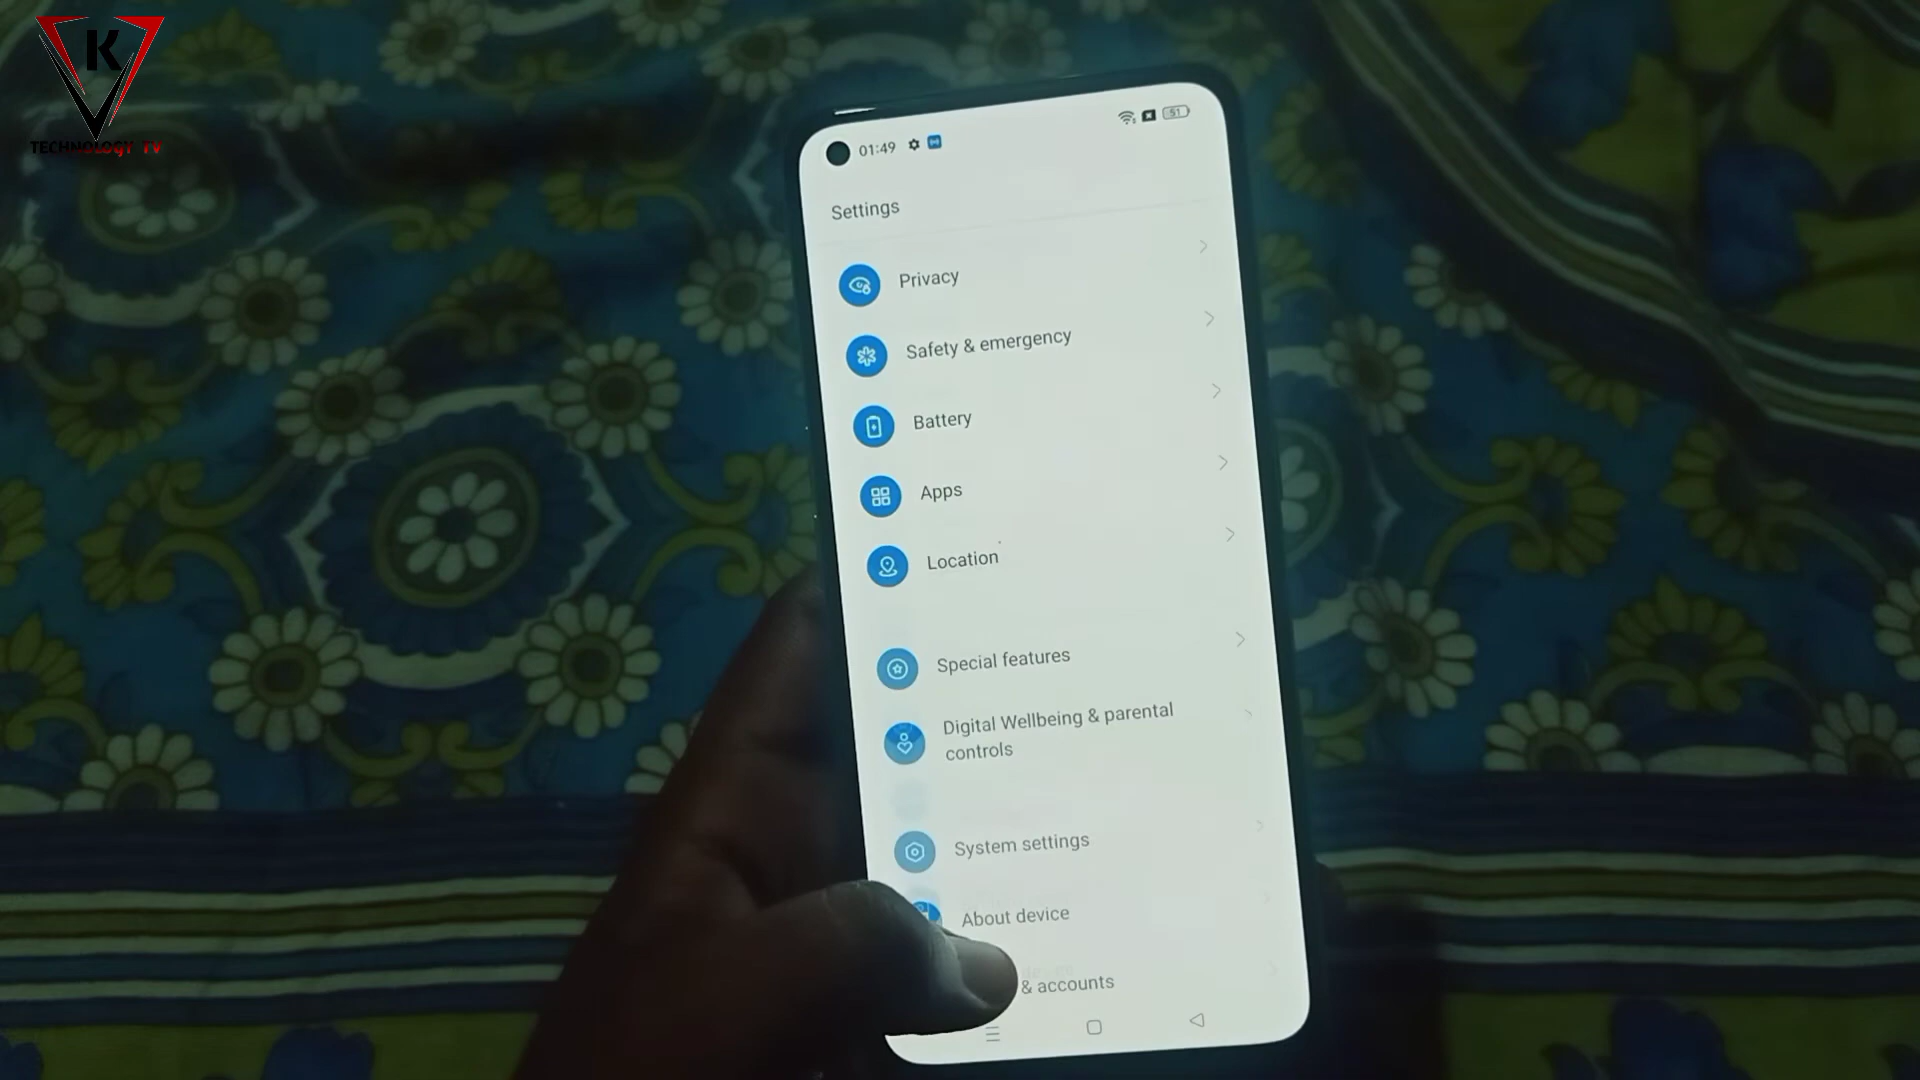 K
TECHNOLOGY TV
01:49
51
Settings
Privacy
Safety & emergency
Battery
Apps
Location
Special features
Digital Wellbeing & parental
controls
System settings
About device
& accounts